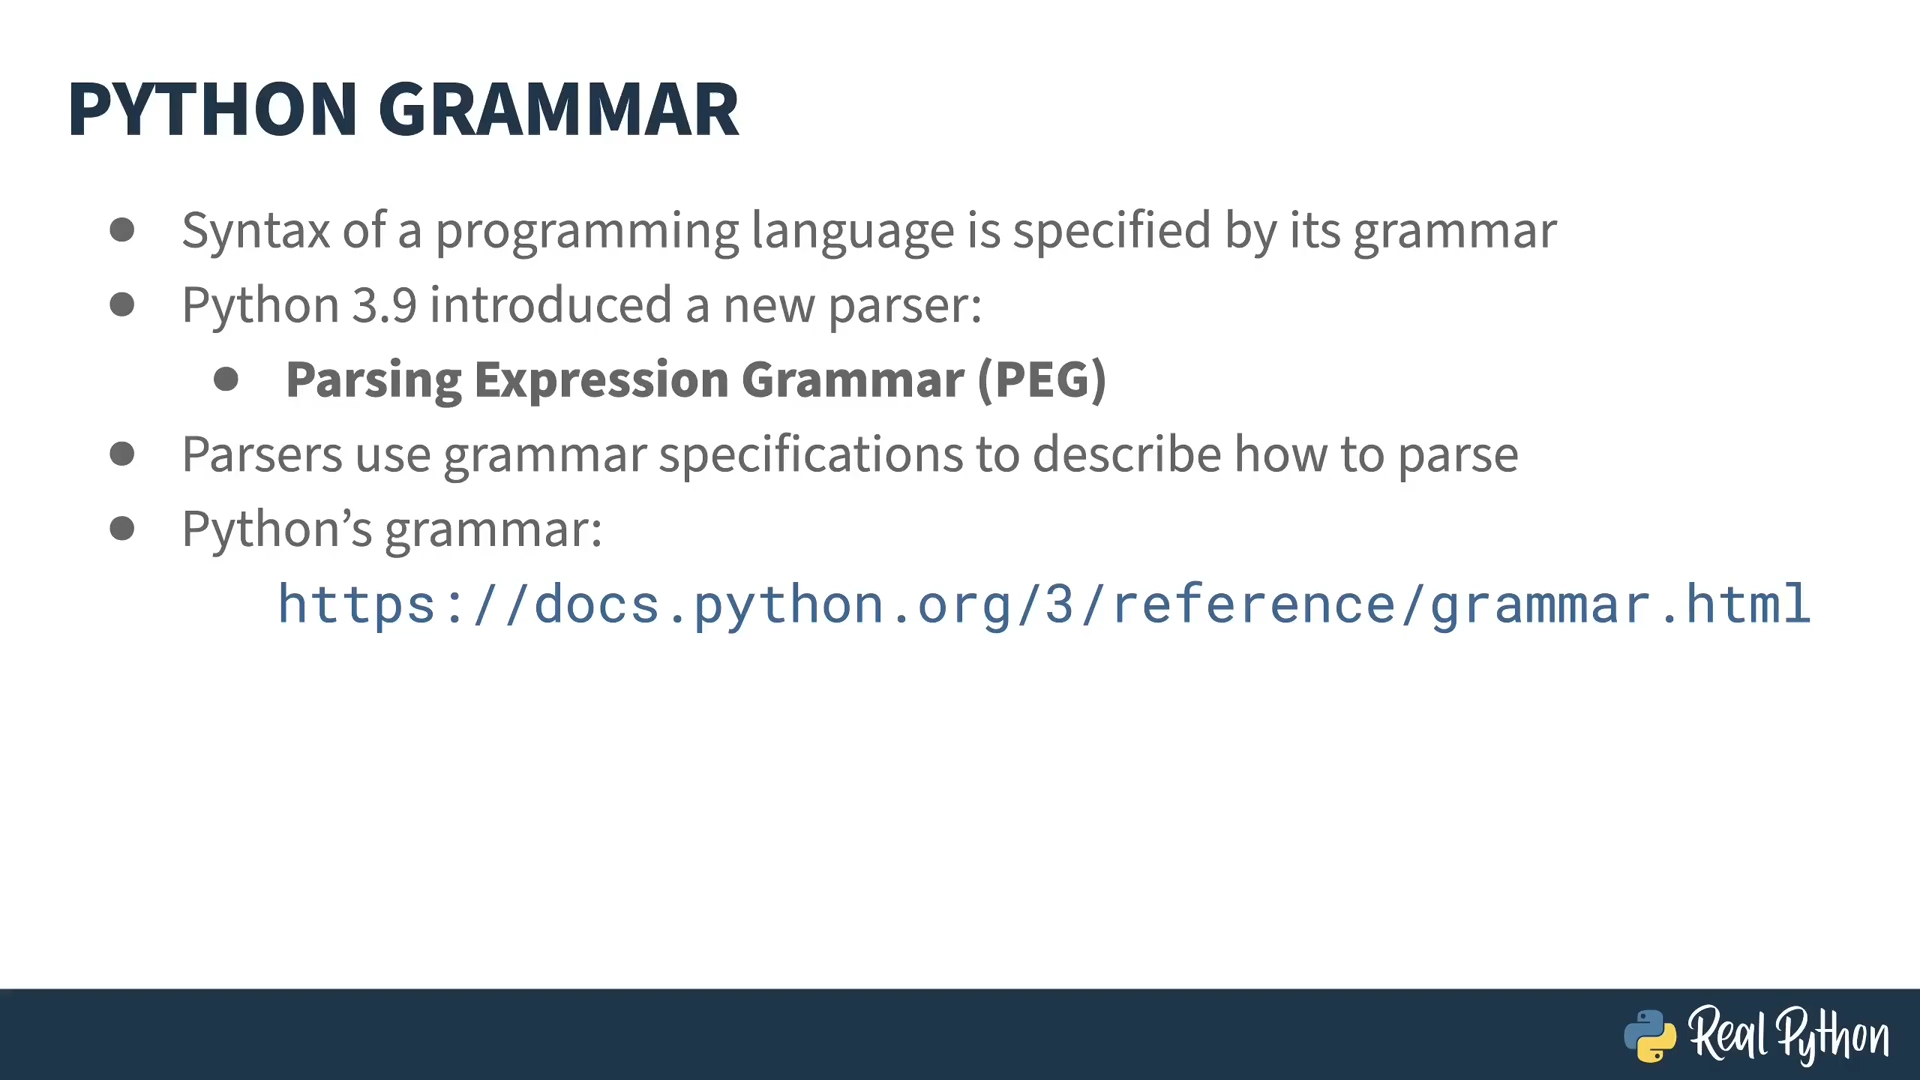 PYTHON GRAMMAR
● Syntax of a programming language is specified by its grammar
● Python 3.9 introduced a new parser:
● Parsing Expression Grammar (PEG)
● Parsers use grammar specifications to describe how to parse
● Python’s grammar:
https://docs.python.org/3/reference/grammar.html
Real Python